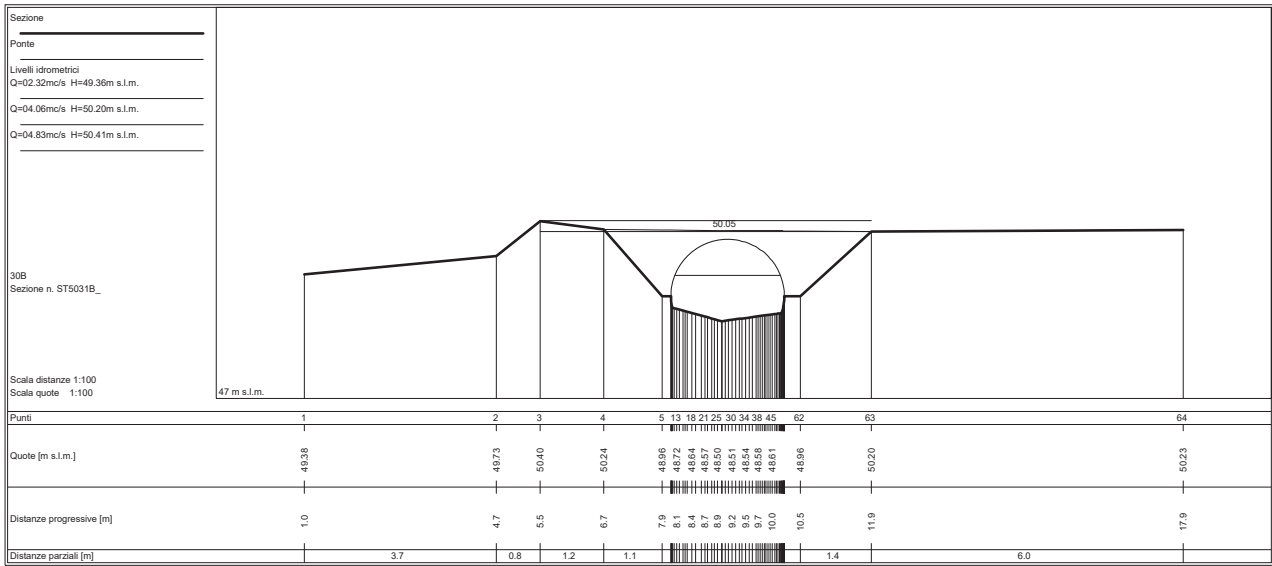 Sezione
Ponte
Livelli idrometrici
Q=02.32mc/s H=49.36m s.l.m.
Q=04.06mc/s H=50.20m s.l.m.
Q=04.83mc/s H=50.41m s.l.m.
50.05
30B
Sezione n. ST5031B_
Scala distanze 1:100
Scala quote 1:100
47 m s.l.m.
Punti 1 2 3 4 5 13 18 21 25 30 34 38 45 62 63 64
Quote [m s.l.m.] 49.38 49.73 50.40 50.24 48.96 48.72 48.64 48.57 48.50 48.51 48.54 48.58 48.61 48.96 50.20 50.23
Distanze progressive [m] 1.0 4.7 5.5 6.7 7.9 8.1 8.4 8.7 8.9 9.2 9.5 9.7 10.0 10.5 11.9 17.9
Distanze parziali [m] 3.7 0.8 1.2 1.1 1.4 6.0